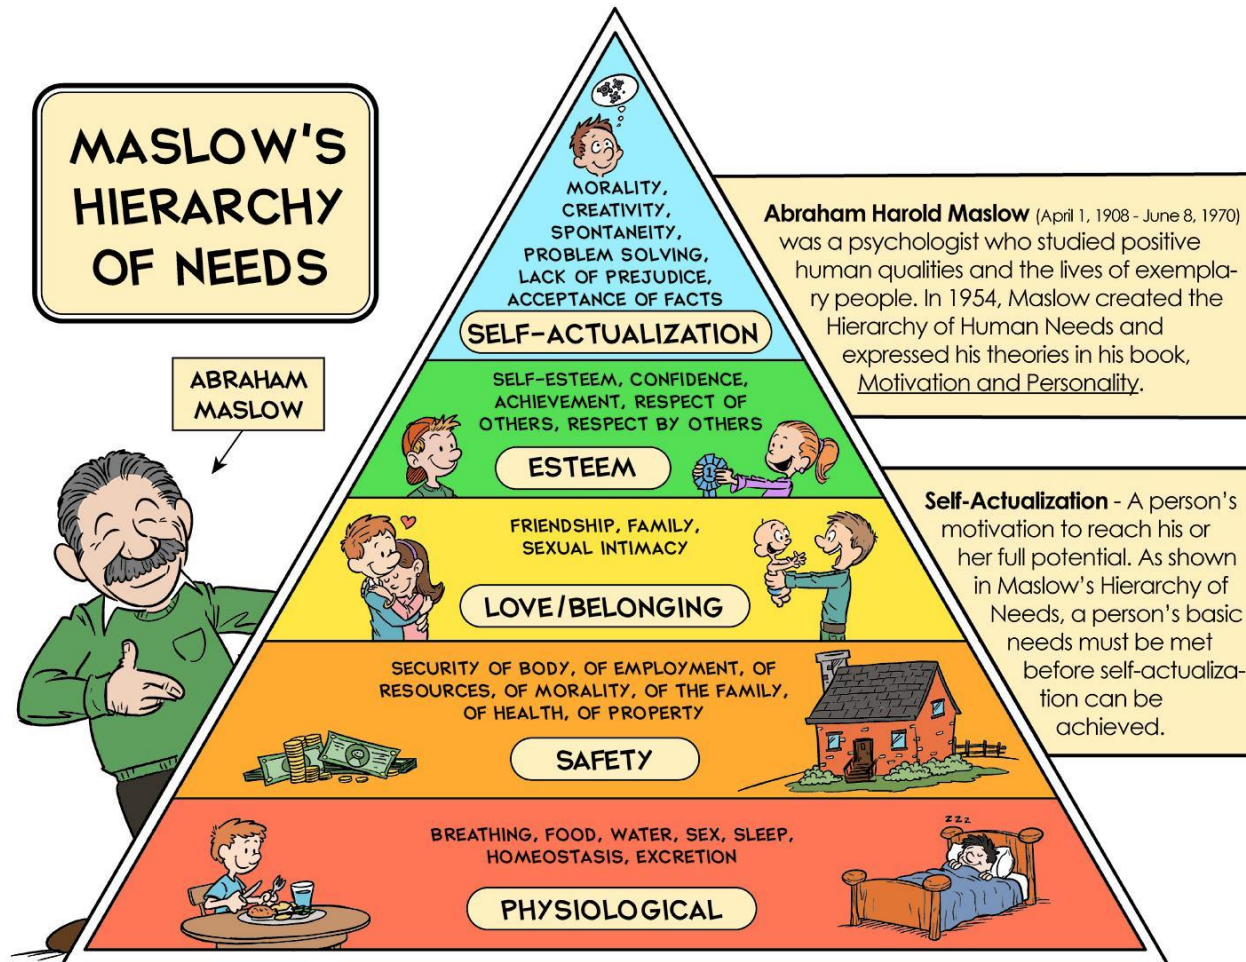 MASLOW'S
HIERARCHY
OF NEEDS
ABRAHAM
MASLOW
MORALITY,
CREATIVITY,
SPONTANEITY,
PROBLEM SOLVING,
LACK OF PREJUDICE,
ACCEPTANCE OF FACTS
SELF-ACTUALIZATION
SELF-ESTEEM, CONFIDENCE,
ACHIEVEMENT, RESPECT OF
OTHERS, RESPECT BY OTHERS
ESTEEM
1
FRIENDSHIP, FAMILY,
SEXUAL INTIMACY
LOVE/BELONGING
SECURITY OF BODY, OF EMPLOYMENT, OF
RESOURCES, OF MORALITY, OF THE FAMILY,
OF HEALTH, OF PROPERTY
SAFETY
BREATHING, FOOD, WATER, SEX, SLEEP,
HOMEOSTASIS, EXCRETION
PHYSIOLOGICAL
zzz
Abraham Harold Maslow (April 1, 1908 - June 8, 1970)
was a psychologist who studied positive
human qualities and the lives of exempla-
ry people. In 1954, Maslow created the
Hierarchy of Human Needs and
expressed his theories in his book,
Motivation and Personality.
Self-Actualization - A person's
motivation to reach his or
her full potential. As shown
in Maslow's Hierarchy of
Needs, a person's basic
needs must be met
before self-actualiza-
tion can be
achieved.